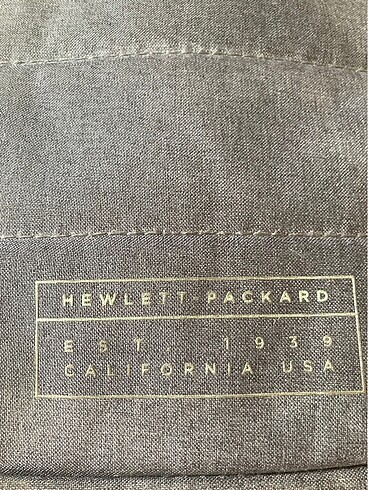 HEWLETT-PACKARD
EST. 1939
CALIFORNIA USA